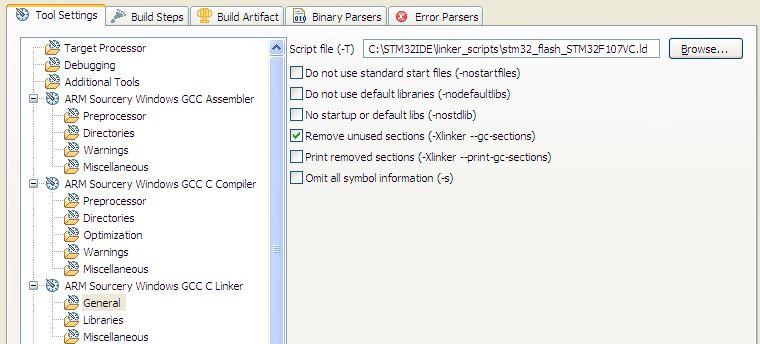 Tool Settings
Build Steps
Build Artifact
Binary Parsers
Error Parsers
Target Processor
Debugging
Additional Tools
ARM Sourcery Windows GCC Assembler
Preprocessor
Directories
Warnings
Miscellaneous
ARM Sourcery Windows GCC C Compiler
Preprocessor
Directories
Optimization
Warnings
Miscellaneous
ARM Sourcery Windows GCC C Linker
General
Libraries
Miscellaneous
Script file (-T) C:\STM32IDE\linker_scripts\stm32_flash_STM32F107VC.ld Browse...
Do not use standard start files (-nostartfiles)
Do not use default libraries (-nodefaultlibs)
No startup or default libs (-nostdlib)
Remove unused sections (-Xlinker --gc-sections)
Print removed sections (-Xlinker --print-gc-sections)
Omit all symbol information (-s)